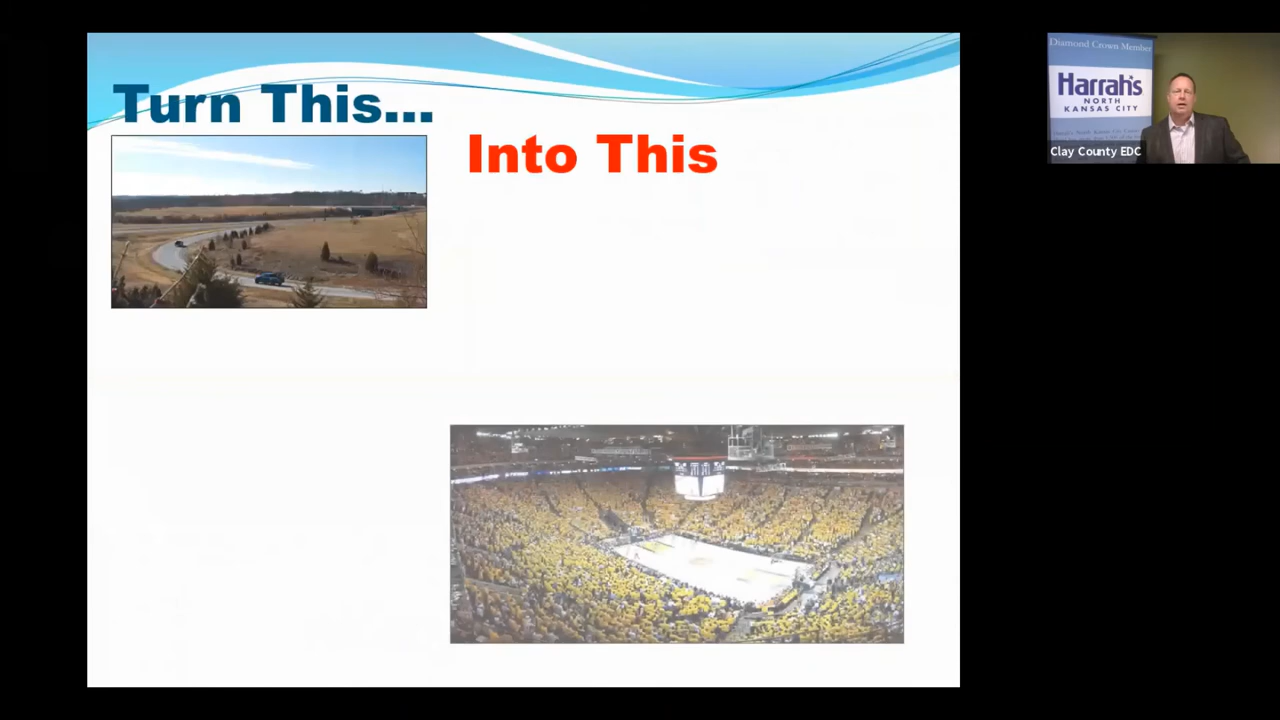 Turn This...
Into This
Diamond Crown Member
Harrah's
NORTH
KANSAS CITY
Clay County EDC